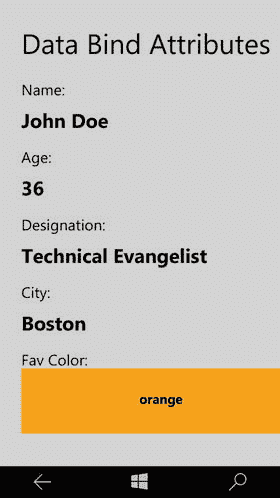 Data Bind Attributes
Name:
John Doe
Age:
36
Designation:
Technical Evangelist
City:
Boston
Fav Color:
orange